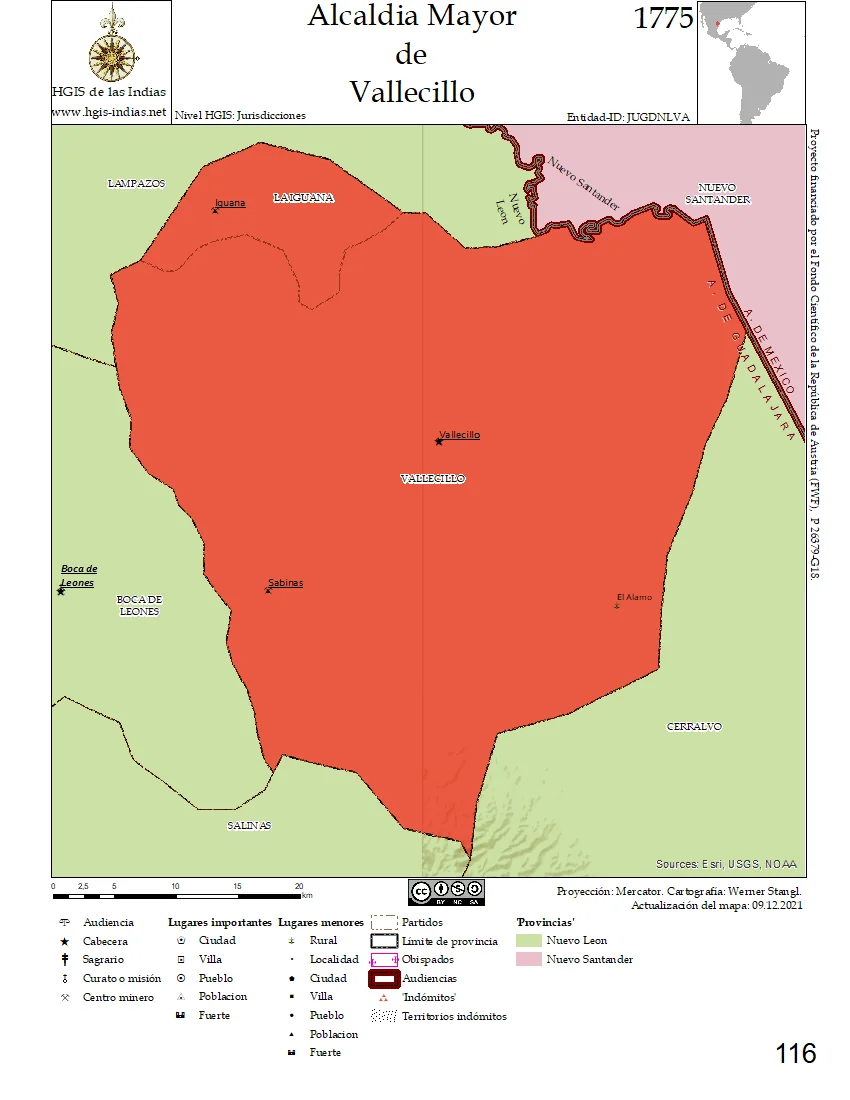 Alcaldia Mayor
de
Vallecillo
1775
HGIS de las Indias
www.hgis-indias.net
Nivel HGIS: Jurisdicciones
Entidad-ID: JUGDNLVA
LAMPAZOS
Iguana
LA IGUANA
Nuevo Santander
Nuevo
Leon
NUEVO
SANTANDER
A. DE MEXICO
A. DE GUADALAJARA
Proyecto financiado por el Fondo Científico de la República de Austria (FWF), P 26379-G18.
Vallecillo
VALLECILLO
Boca de
Leones
BOCA DE
LEONES
Sabinas
El Alamo
CERRALVO
SALINAS
Sources: Esri, USGS, NOAA
0 2,5 5 10 15 20
km
cc BY NC SA
Proyección: Mercator. Cartografía: Werner Stangl.
Actualización del mapa: 09.12.2021
Audiencia
Cabecera
Sagrario
Curato o misión
Centro minero
Lugares importantes
Ciudad
Villa
Pueblo
Poblacion
Fuerte
Lugares menores
Rural
Localidad
Ciudad
Villa
Pueblo
Poblacion
Fuerte
Partidos
Límite de provincia
Obispados
Audiencias
'Indómitos'
Territorios indómitos
'Provincias'
Nuevo Leon
Nuevo Santander
116